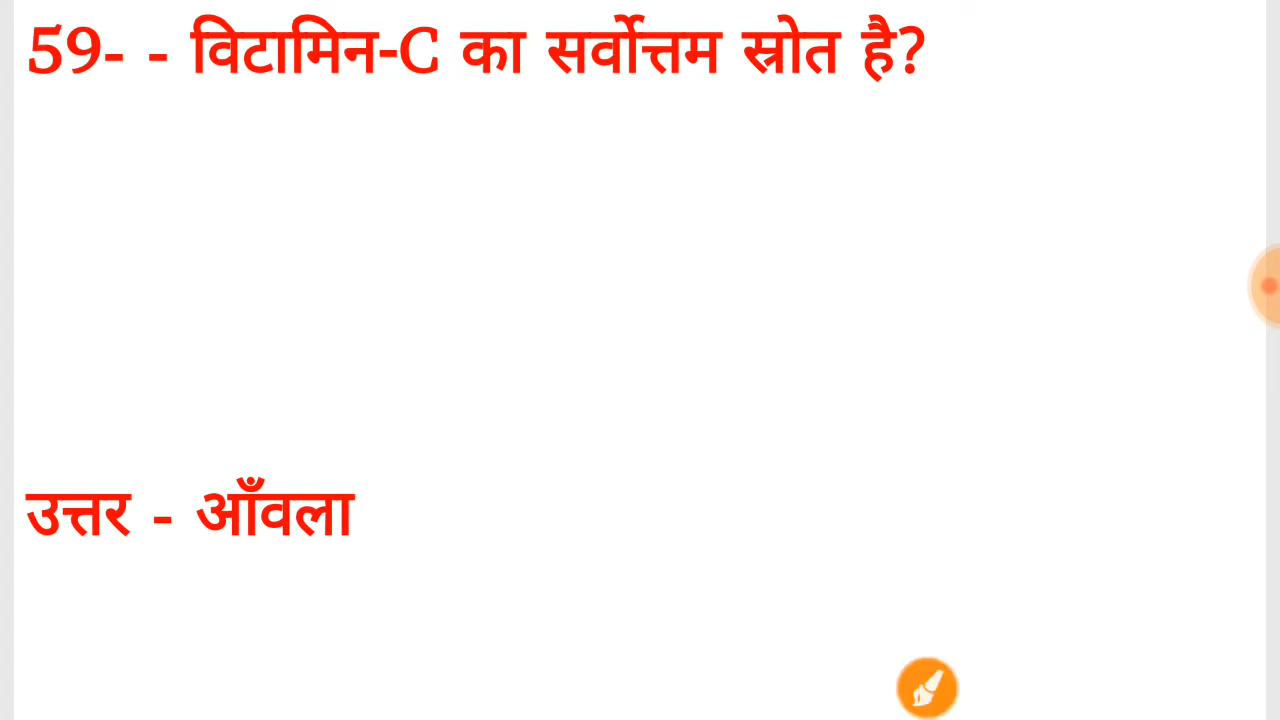 59- - विटामिन-C का सर्वोत्तम स्रोत है?
उत्तर - आँवला